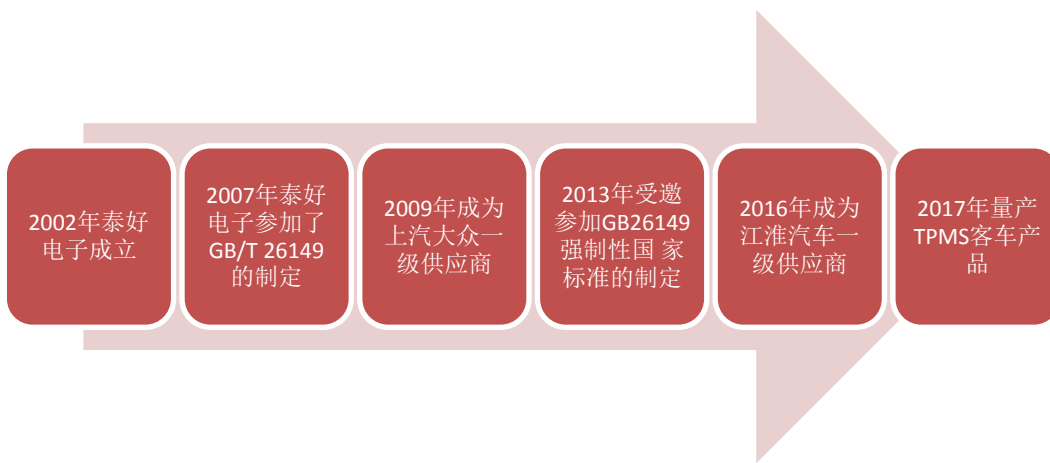 2002年泰好
电子成立
2007年泰好
电子参加了
GB/T 26149
的制定
2009年成为
上汽大众一
级供应商
2013年受邀
参加GB26149
强制性国 家
标准的制定
2016年成为
江淮汽车一
级供应商
2017年量产
TPMS客车产
品